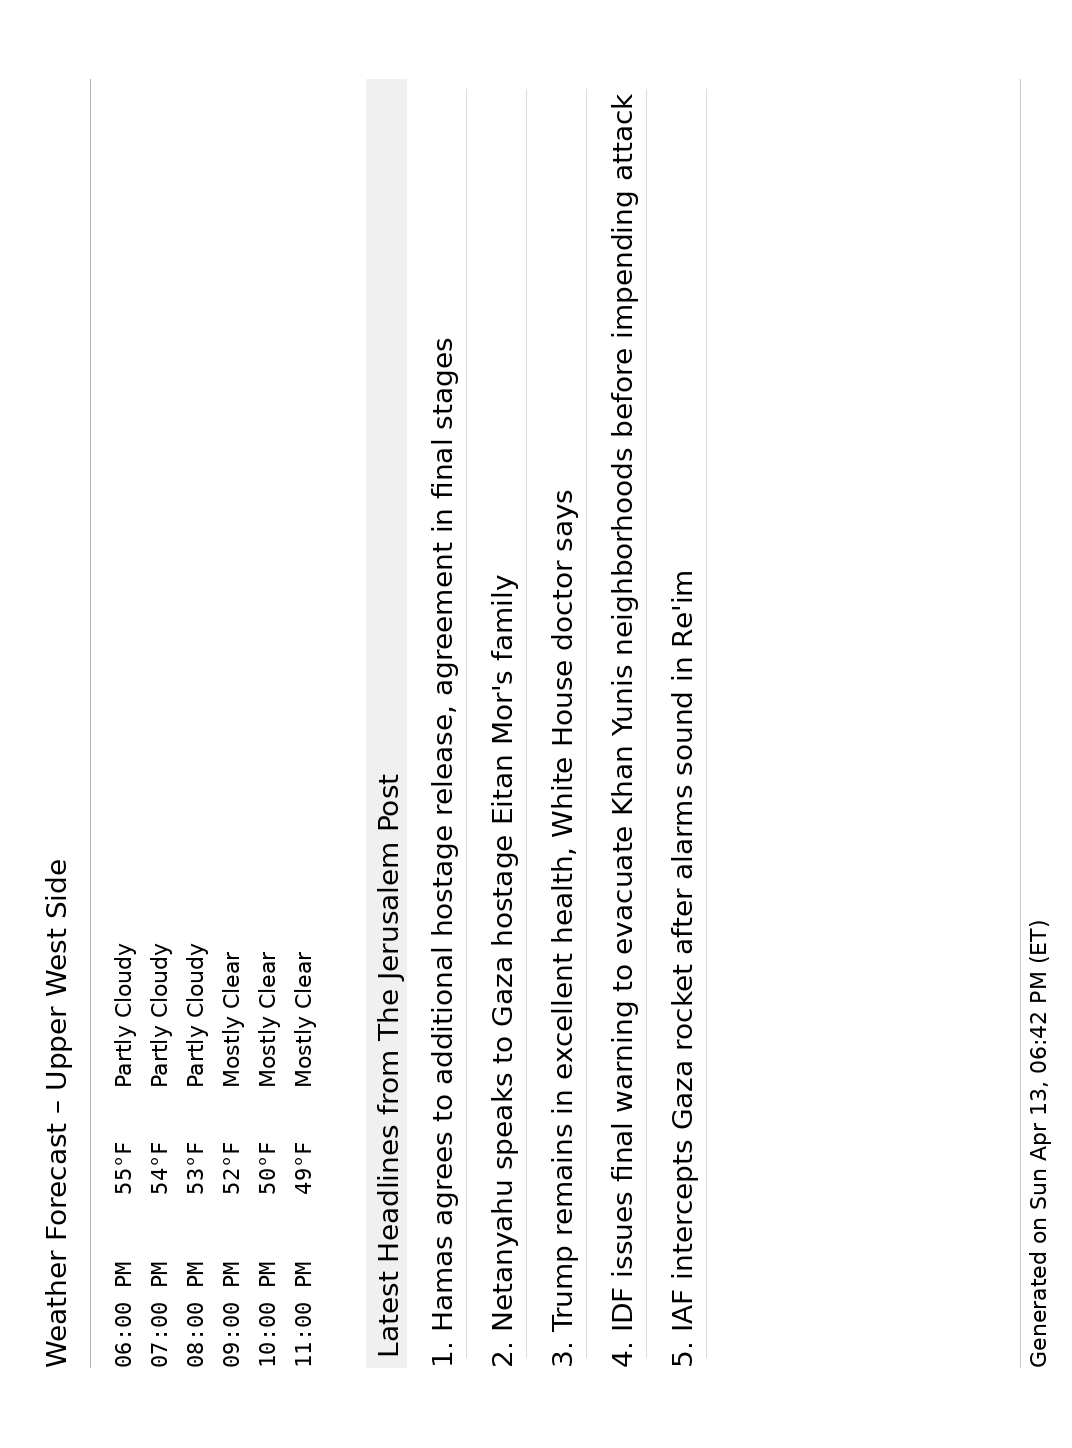 Weather Forecast – Upper West Side
06:00 PM 55°F Partly Cloudy
07:00 PM 54°F Partly Cloudy
08:00 PM 53°F Partly Cloudy
09:00 PM 52°F Mostly Clear
10:00 PM 50°F Mostly Clear
11:00 PM 49°F Mostly Clear
Latest Headlines from The Jerusalem Post
1. Hamas agrees to additional hostage release, agreement in final stages
2. Netanyahu speaks to Gaza hostage Eitan Mor's family
3. Trump remains in excellent health, White House doctor says
4. IDF issues final warning to evacuate Khan Yunis neighborhoods before impending attack
5. IAF intercepts Gaza rocket after alarms sound in Re'im
Generated on Sun Apr 13, 06:42 PM (ET)